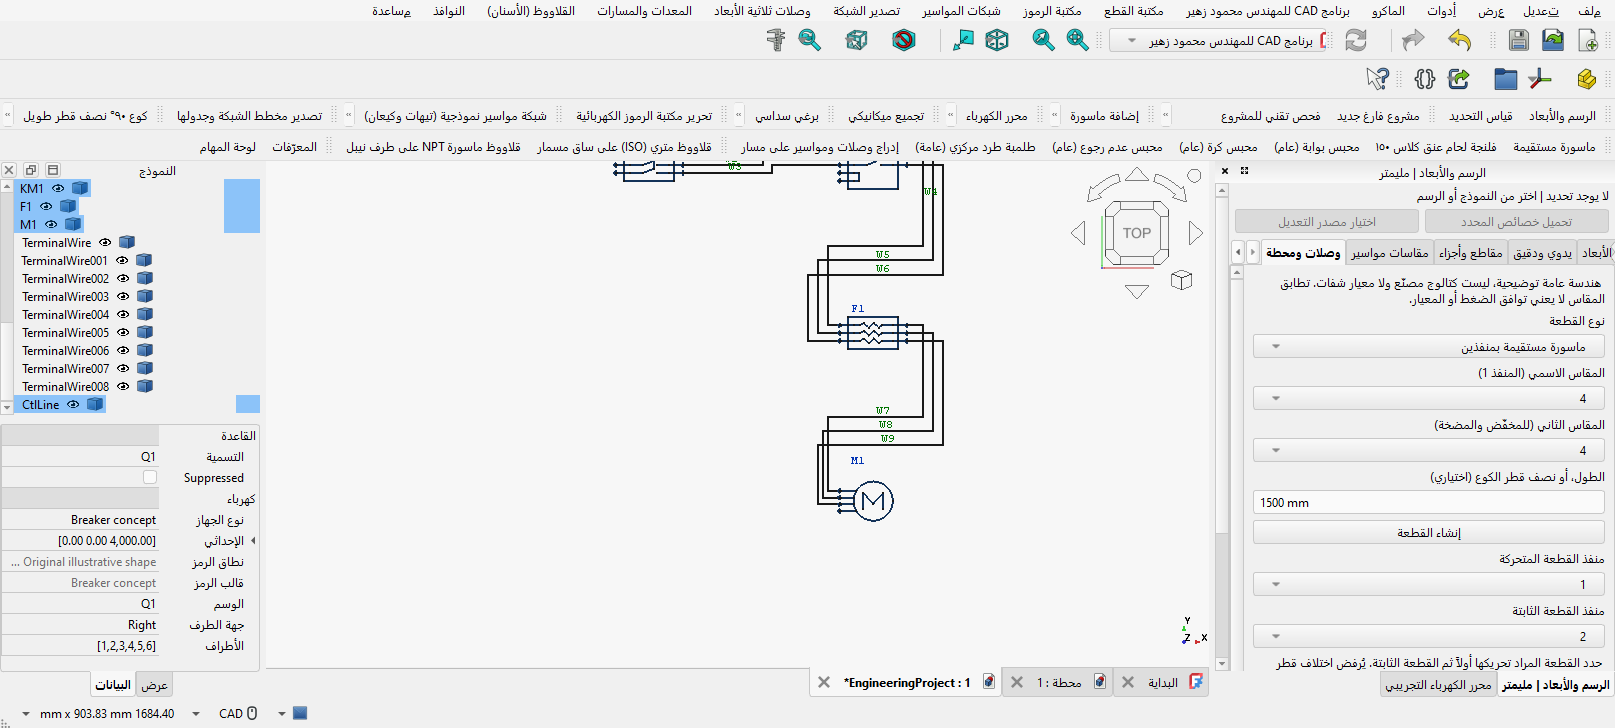 ملف تعديل عرض أدوات الماكرو برنامج CAD للمهندس محمود زهير مكتبة القطع مكتبة الرموز شبكات المواسير تصدير الشبكة وصلات ثلاثية الأبعاد المعدات والمسارات القلاووظ (الأسنان) النوافذ مساعدة
برنامج CAD للمهندس محمود زهير
الرسم والأبعاد قياس التحديد مشروع فارغ جديد فحص تقني للمشروع » إضافة ماسورة » محرر الكهرباء » تجميع ميكانيكي » برغي سداسي » تحرير مكتبة الرموز الكهربائية شبكة مواسير نموذجية (تيهات وكيعان) » تصدير مخطط الشبكة وجدولها كوع ٩٠° نصف قطر طويل »
ماسورة مستقيمة فلنجة لحام عنق كلاس ١٥٠ محبس بوابة (عام) محبس كرة (عام) محبس عدم رجوع (عام) طلمبة طرد مركزي (عامة) إدراج وصلات ومواسير على مسار قلاووظ متري (ISO) على ساق مسمار قلاووظ ماسورة NPT على طرف نيبل المعرّفات لوحة المهام
النموذج
KM1
F1
M1
TerminalWire
TerminalWire001
TerminalWire002
TerminalWire003
TerminalWire004
TerminalWire005
TerminalWire006
TerminalWire007
TerminalWire008
CtlLine
القاعدة
التسمية Q1
Suppressed
كهرباء
نوع الجهاز Breaker concept
الإحداثي [0.00 0.00 4,000.00]
نطاق الرمز Original illustrative shape ...
قالب الرمز Breaker concept
الوسم Q1
جهة الطرف Right
الأطراف [1,2,3,4,5,6]
عرض البيانات
W3
W4
W5
W6
F1
W7
W8
W9
M1
M
TOP
Y
Z X
البداية
محطة : 1
EngineeringProject : 1*
الرسم والأبعاد | مليمتر
لا يوجد تحديد | اختر من النموذج أو الرسم
تحميل خصائص المحدد اختيار مصدر التعديل
الأبعاد يدوي ودقيق مقاطع وأجزاء مقاسات مواسير وصلات ومحطة
هندسة عامة توضيحية، ليست كتالوج مصنّع ولا معيار شفات. تطابق
المقاس لا يعني توافق الضغط أو المعيار.
نوع القطعة
ماسورة مستقيمة بمنفذين
المقاس الاسمي (المنفذ 1)
4
المقاس الثاني (للمخفّض والمضخة)
4
الطول، أو نصف قطر الكوع (اختياري)
1500 mm
إنشاء القطعة
منفذ القطعة المتحركة
1
منفذ القطعة الثابتة
2
حدد القطعة المراد تحريكها أولاً ثم القطعة الثابتة. يُرفض اختلاف قطر
الرسم والأبعاد | مليمتر محرر الكهرباء التجريبي
CAD mm x 903.83 mm 1684.40